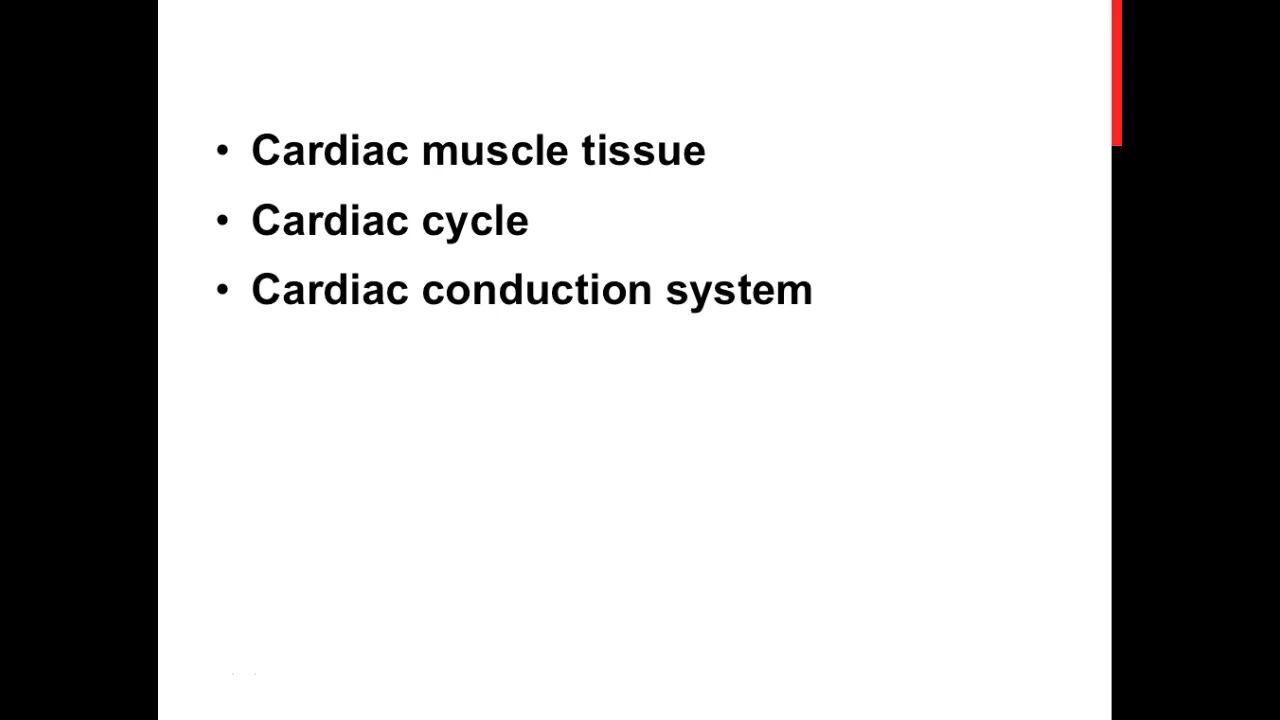 • Cardiac muscle tissue
• Cardiac cycle
• Cardiac conduction system